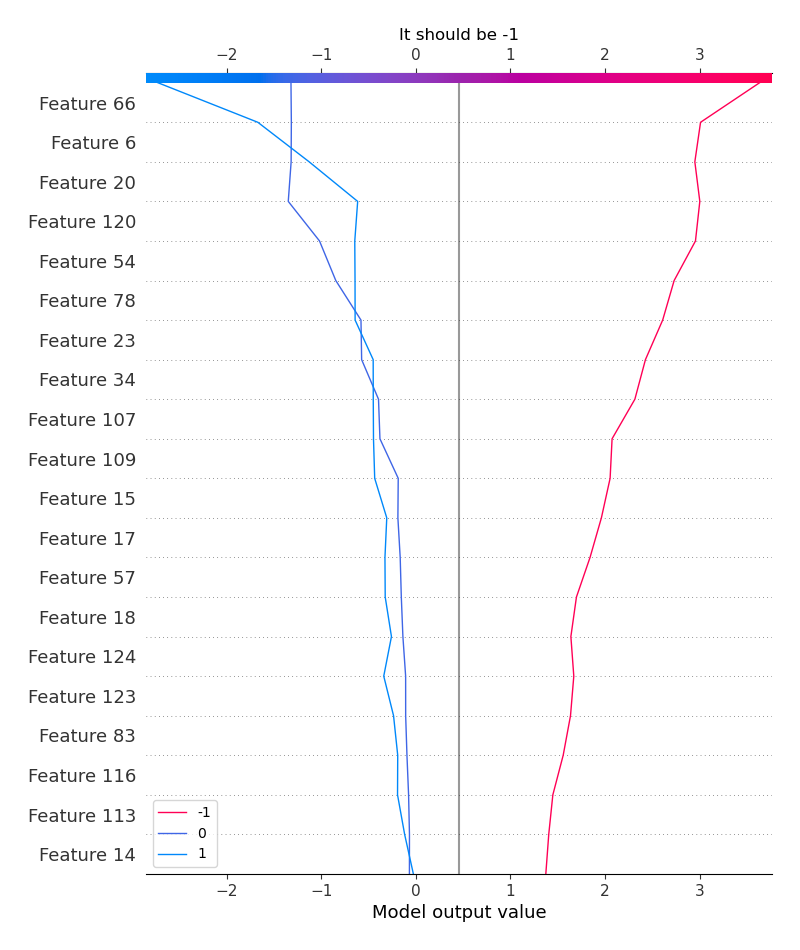 It should be -1
−2 −1 0 1 2 3
Feature 66
Feature 6
Feature 20
Feature 120
Feature 54
Feature 78
Feature 23
Feature 34
Feature 107
Feature 109
Feature 15
Feature 17
Feature 57
Feature 18
Feature 124
Feature 123
Feature 83
Feature 116
Feature 113
Feature 14
-1
0
1
−2 −1 0 1 2 3
Model output value